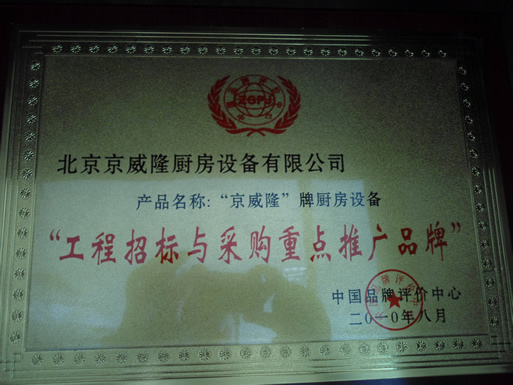 北京京威隆厨房设备有限公司
产品名称:“京威隆”牌厨房设备
“工程招标与采购重点推广品牌”
中国品牌评价中心
二〇一〇年八月